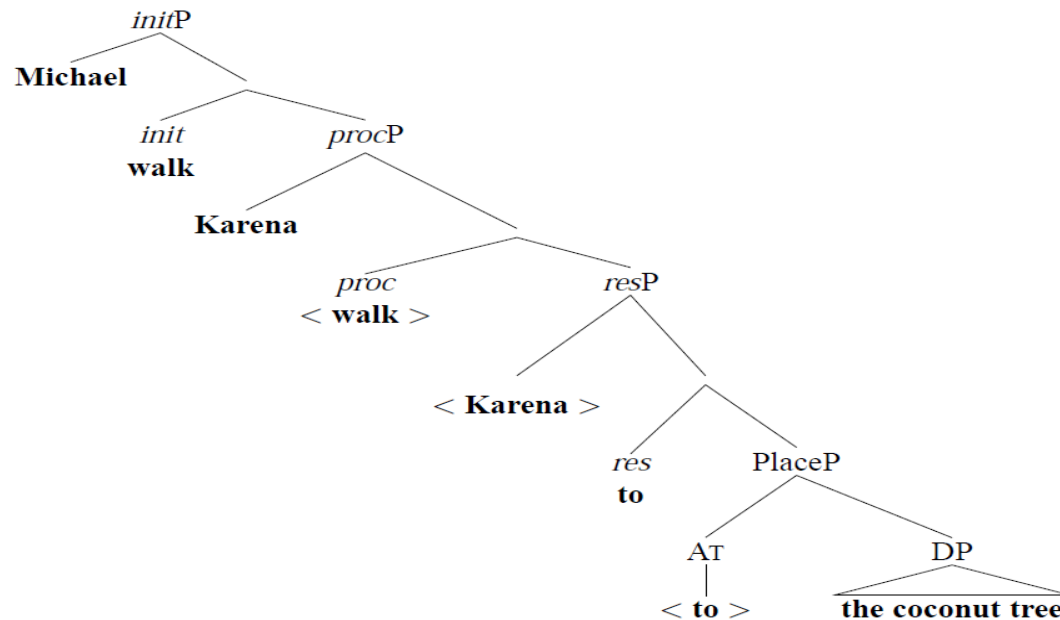 initP
Michael
init procP
walk
Karena
proc resP
< walk >
< Karena >
res PlaceP
to
AT DP
< to > the coconut tree